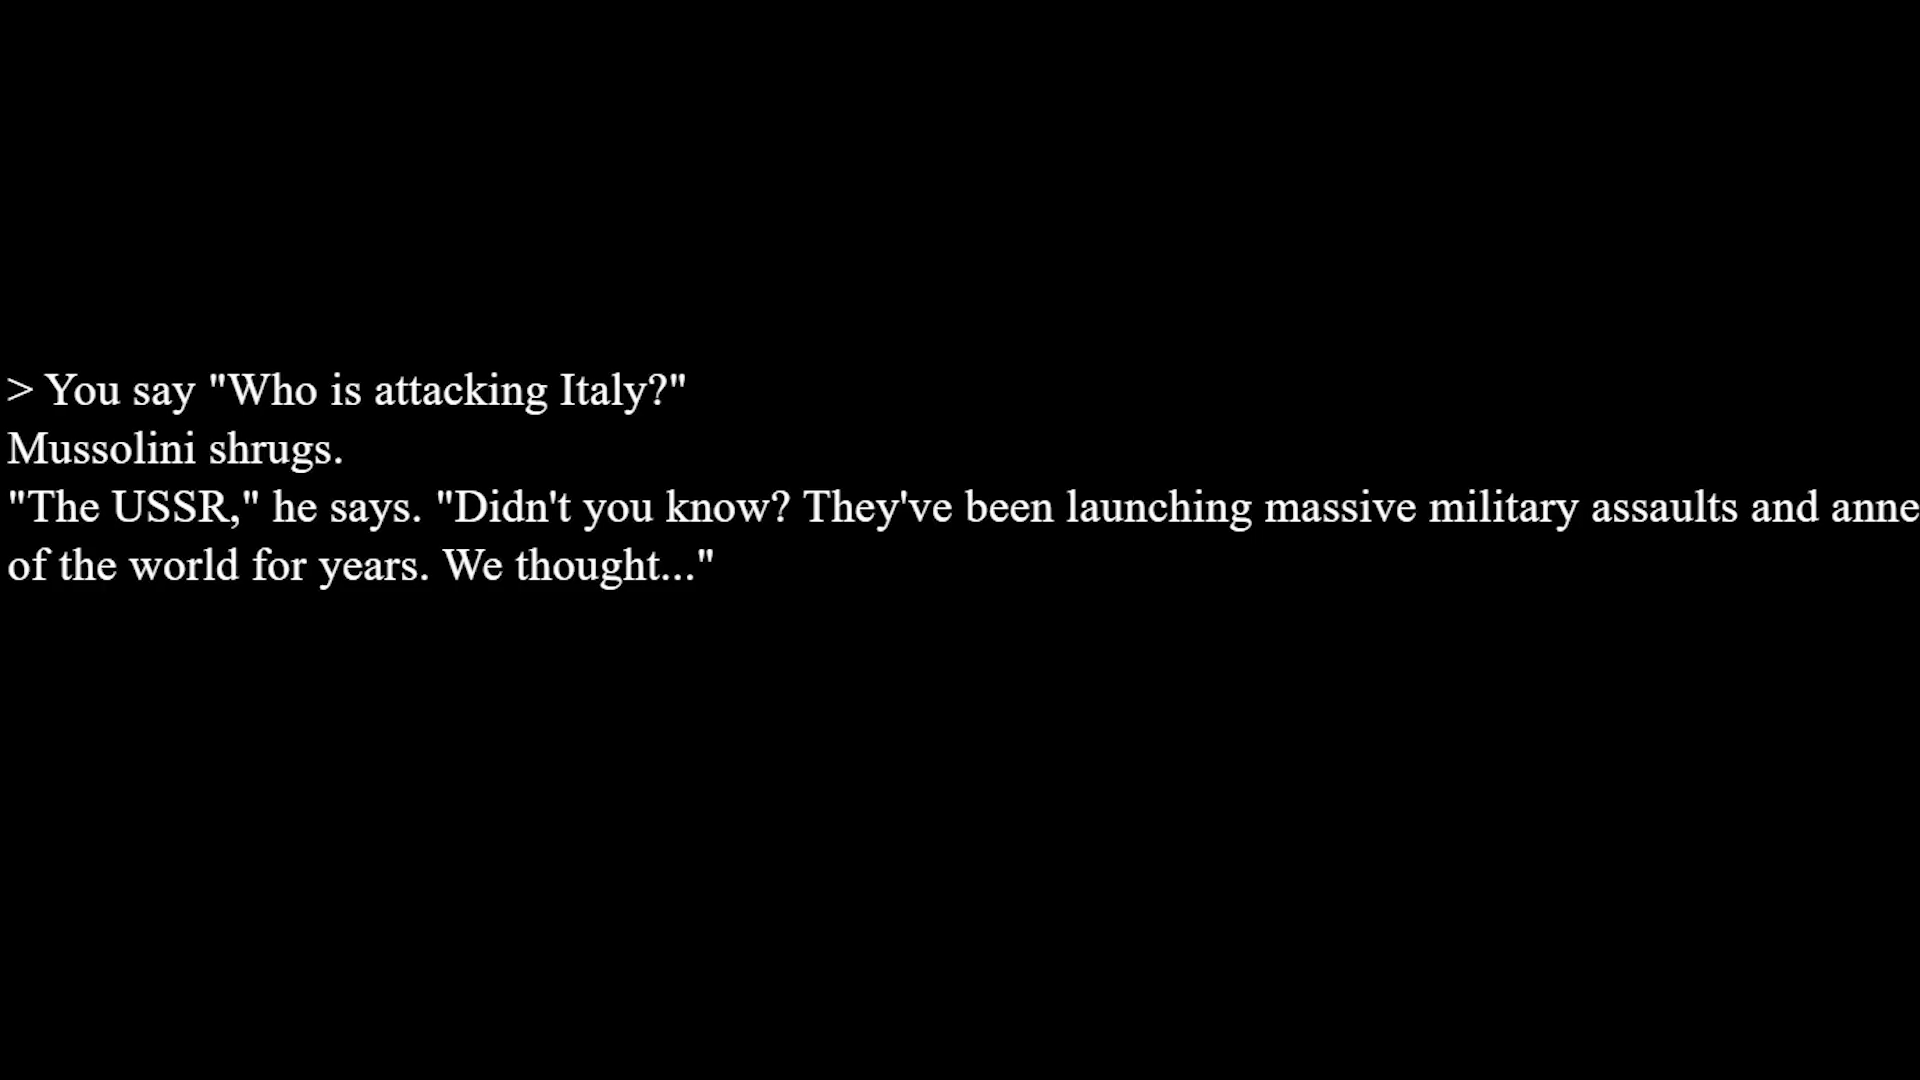 > You say "Who is attacking Italy?"
Mussolini shrugs.
"The USSR," he says. "Didn't you know? They've been launching massive military assaults and anne
of the world for years. We thought..."